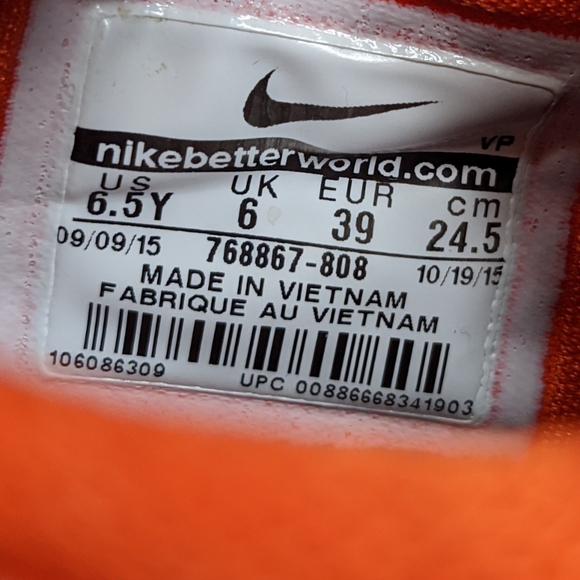 VP
nikebetterworld.com
US UK EUR cm
6.5Y 6 39 24.5
09/09/15 768867-808 10/19/15
MADE IN VIETNAM
FABRIQUE AU VIETNAM
106086309 UPC 00886668341903